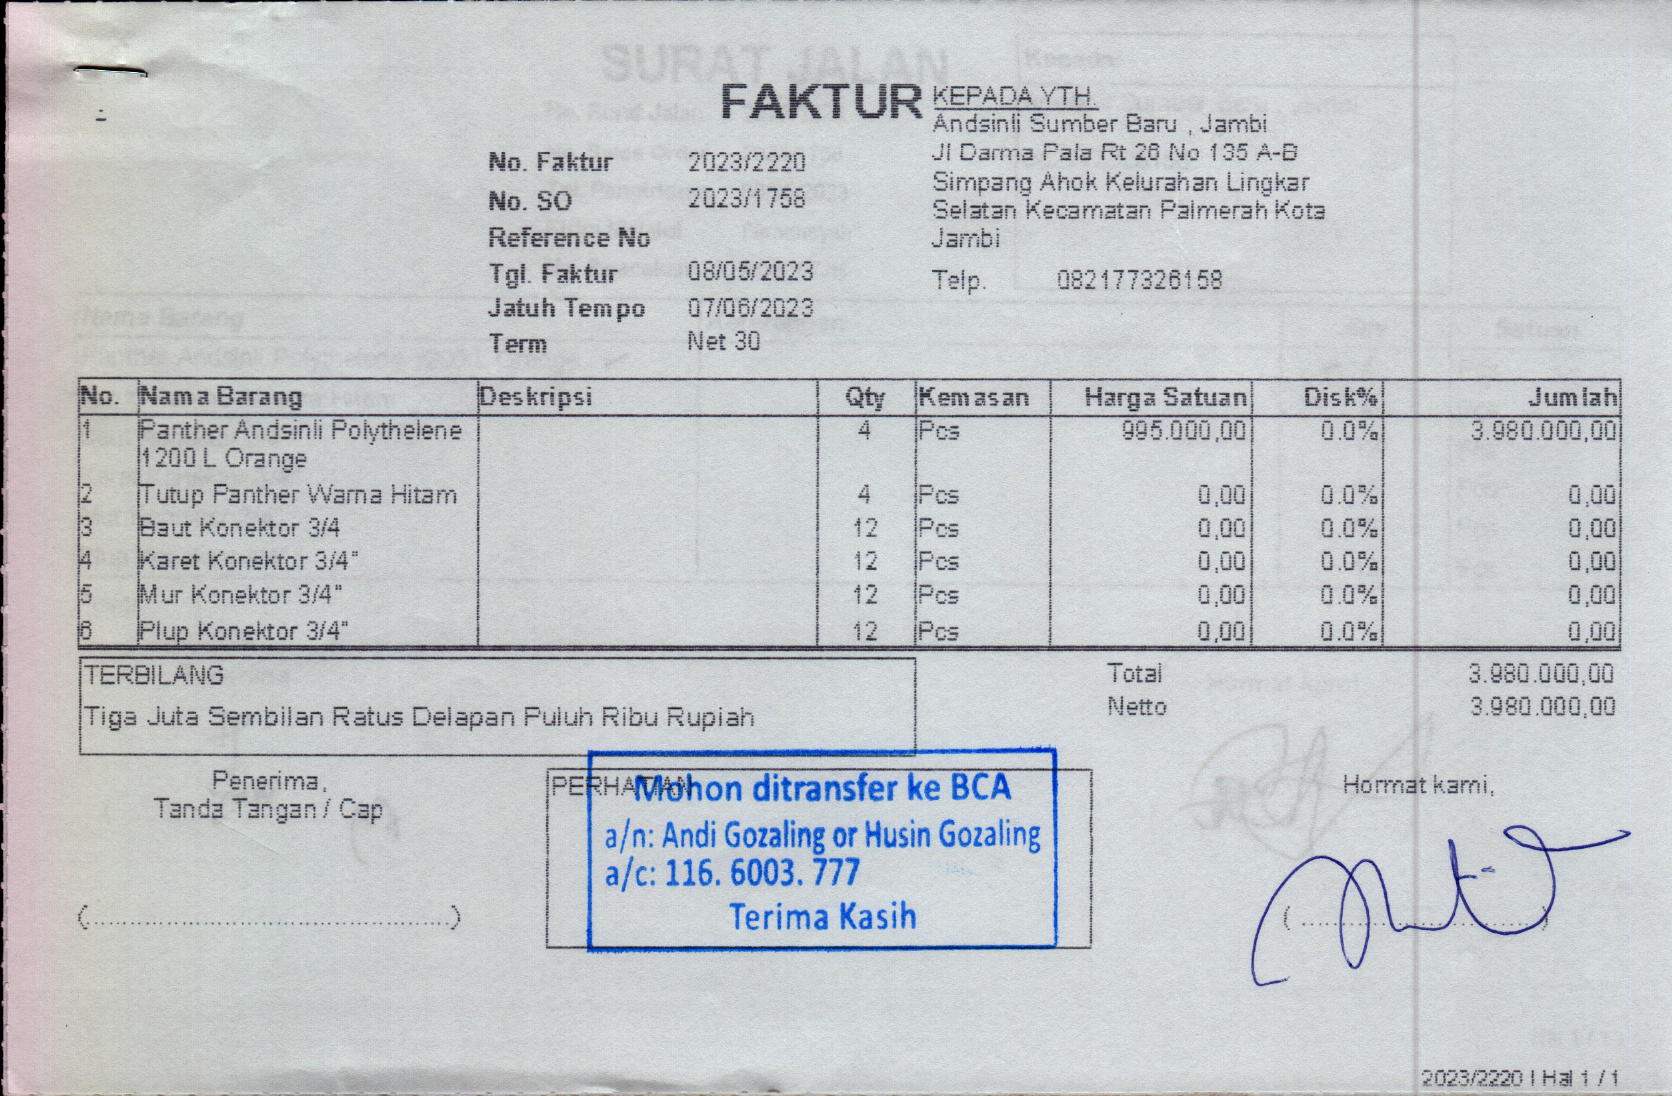 FAKTUR
KEPADA YTH.
Andsinli Sumber Baru , Jambi
Jl Darma Pala Rt 26 No 135 A-B
Simpang Ahok Kelurahan Lingkar
Selatan Kecamatan Palmerah Kota
Jambi
Telp. 082177326158
No. Faktur 2023/2220
No. SO 2023/1758
Reference No
Tgl. Faktur 08/05/2023
Jatuh Tempo 07/06/2023
Term Net 30
No. Nama Barang Deskripsi Qty Kemasan Harga Satuan Disk% Jumlah
1 Panther Andsinli Polythelene 4 Pcs 995.000,00 0.0% 3.980.000,00
1200 L Orange
2 Tutup Panther Warna Hitam 4 Pcs 0,00 0.0% 0,00
3 Baut Konektor 3/4 12 Pcs 0,00 0.0% 0,00
4 Karet Konektor 3/4" 12 Pcs 0,00 0.0% 0,00
5 Mur Konektor 3/4" 12 Pcs 0,00 0.0% 0,00
6 Plup Konektor 3/4" 12 Pcs 0,00 0.0% 0,00
TERBILANG
Tiga Juta Sembilan Ratus Delapan Puluh Ribu Rupiah
Total 3.980.000,00
Netto 3.980.000,00
Penerima,
Tanda Tangan / Cap
(....................................................)
PERHATIAN
Mohon ditransfer ke BCA
a/n: Andi Gozaling or Husin Gozaling
a/c: 116. 6003. 777
Terima Kasih
Hormat kami,
(....................................)
2023/2220 | Hal 1 / 1